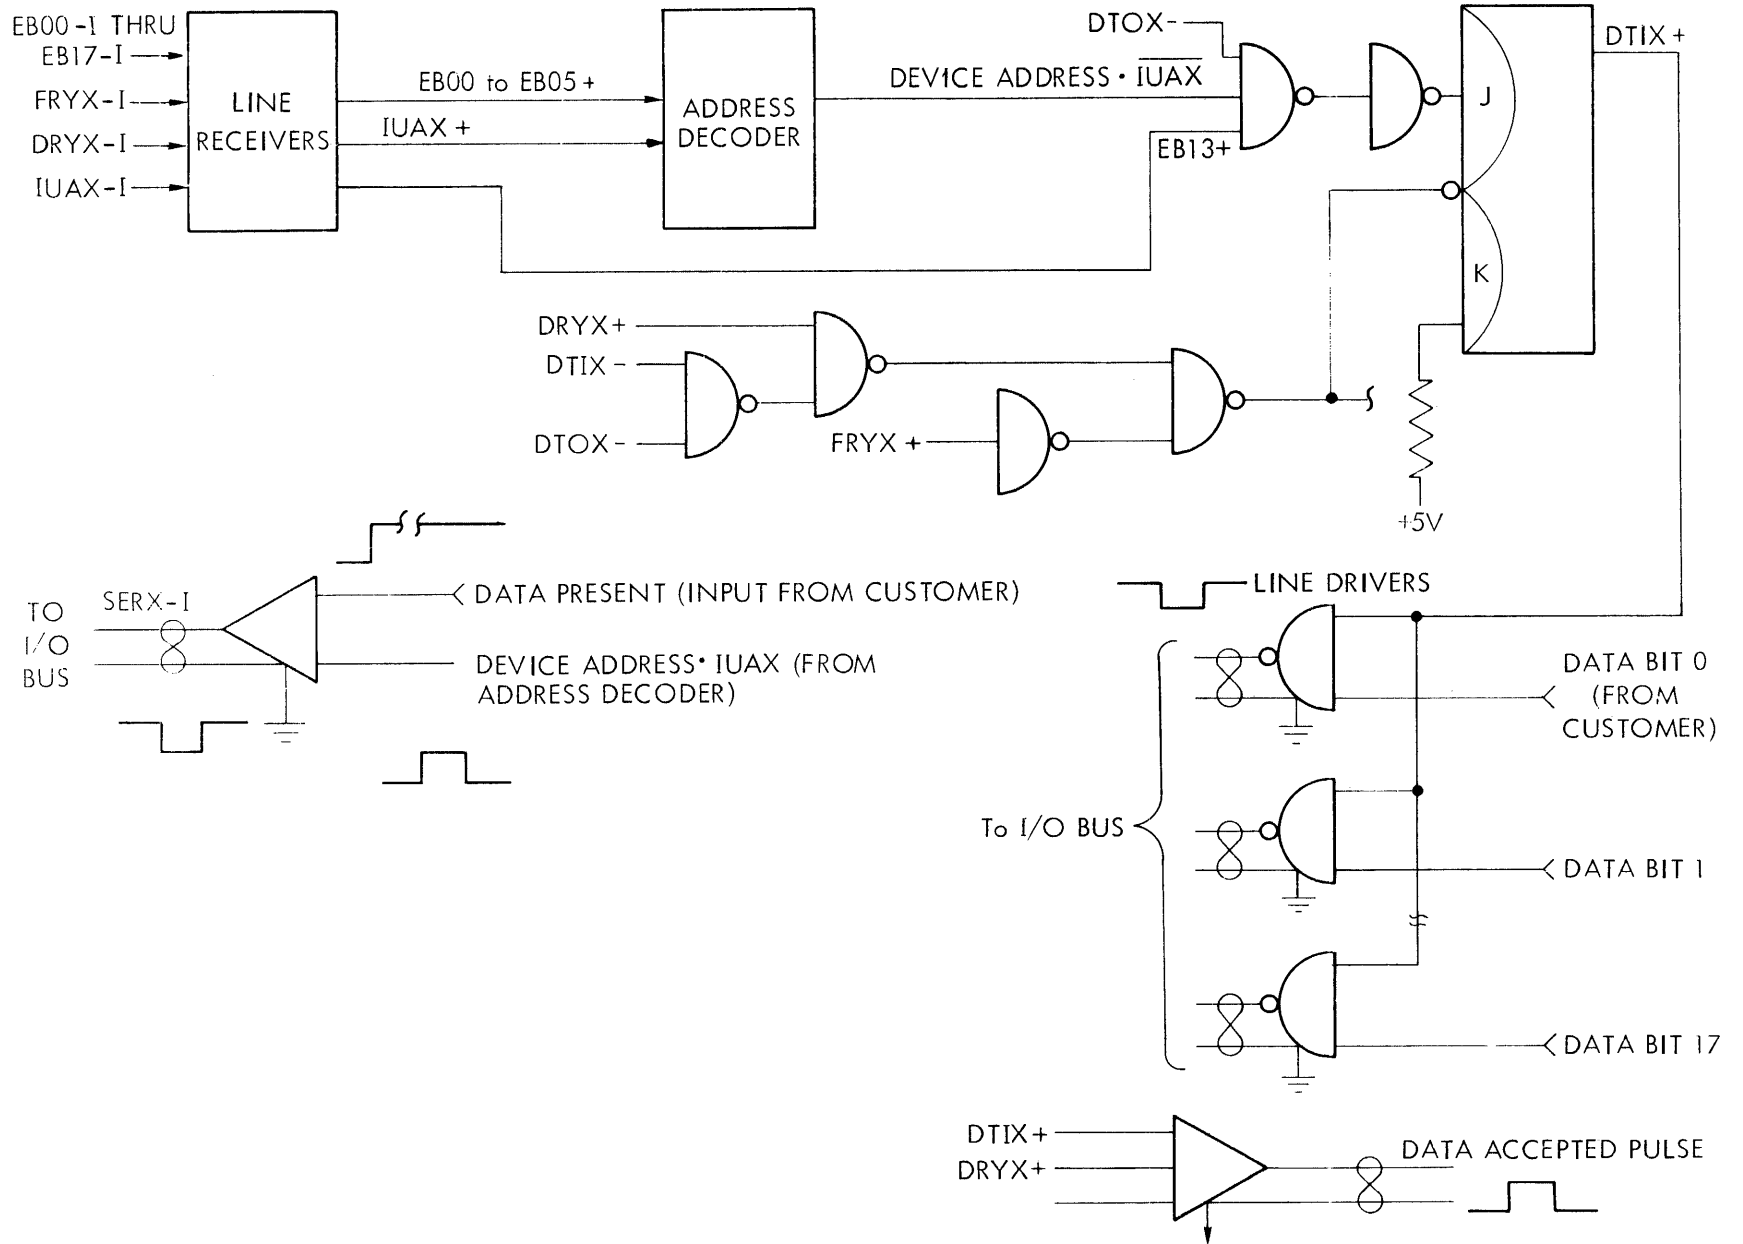 EB00-I THRU
EB17-I
FRYX-I
DRYX-I
IUAX-I
LINE
RECEIVERS
EB00 to EB05+
IUAX+
ADDRESS
DECODER
DEVICE ADDRESS • IUAX
DTOX-
EB13+
J
K
DTIX+
DRYX+
DTIX-
DTOX-
FRYX+
+5V
TO
I/O
BUS
SERX-I
DATA PRESENT (INPUT FROM CUSTOMER)
DEVICE ADDRESS• IUAX (FROM
ADDRESS DECODER)
LINE DRIVERS
DATA BIT 0
(FROM
CUSTOMER)
To I/O BUS
DATA BIT 1
DATA BIT 17
DTIX+
DRYX+
DATA ACCEPTED PULSE